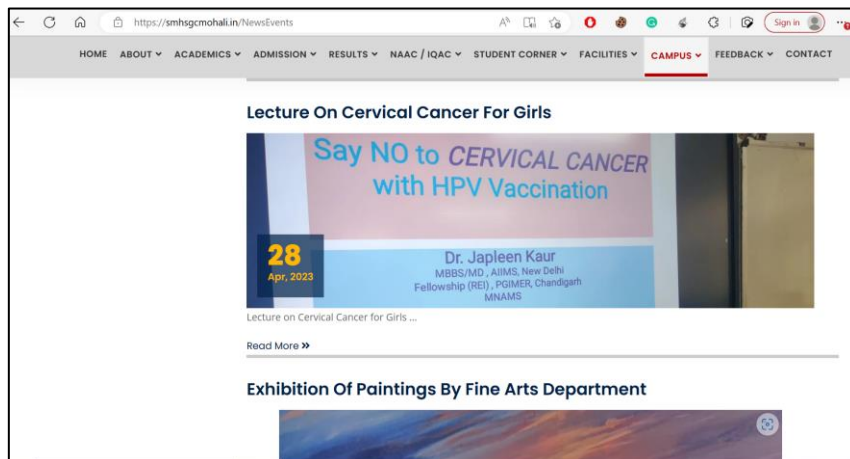 https://smhsgcmohali.in/NewsEvents
Sign in
HOME ABOUT ACADEMICS ADMISSION RESULTS NAAC / IQAC STUDENT CORNER FACILITIES CAMPUS FEEDBACK CONTACT
Lecture On Cervical Cancer For Girls
Say NO to CERVICAL CANCER
with HPV Vaccination
28
Apr, 2023
Dr. Japleen Kaur
MBBS/MD , AIIMS, New Delhi
Fellowship (REI) , PGIMER, Chandigarh
MNAMS
Lecture on Cervical Cancer for Girls ...
Read More »
Exhibition Of Paintings By Fine Arts Department